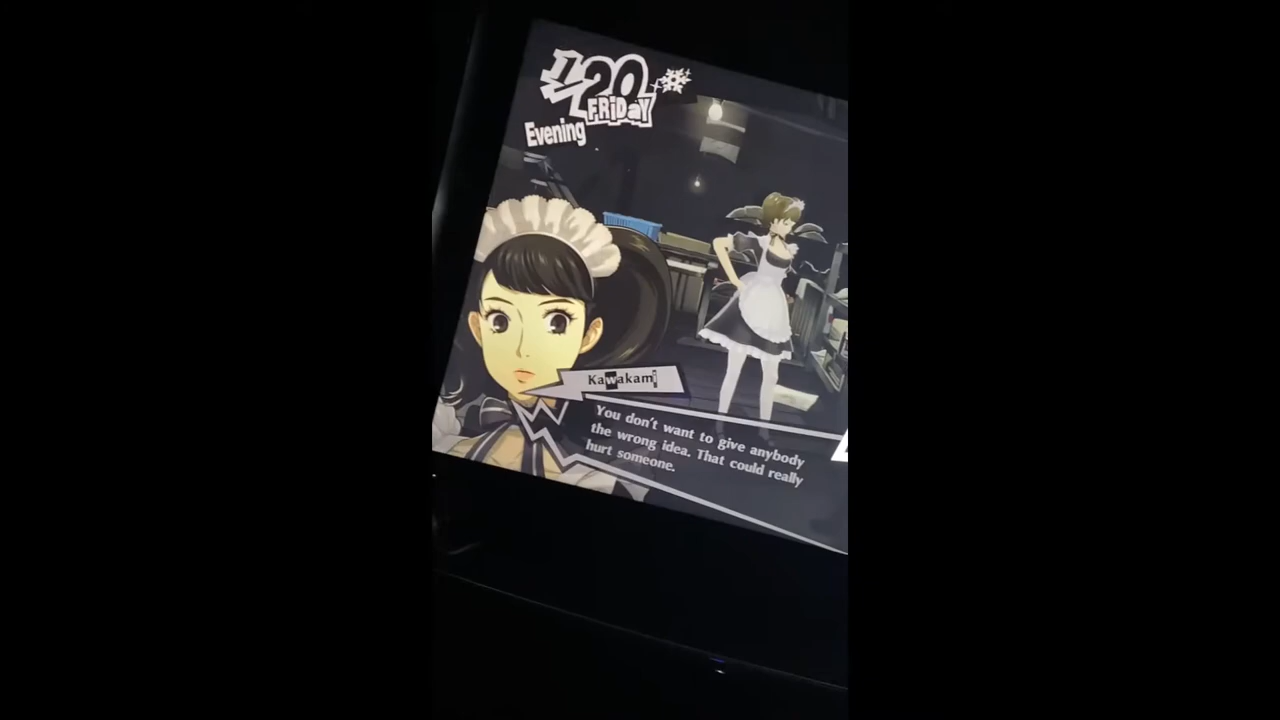 1/20
FRiDaY
Evening
Kawakami
You don't want to give anybody
the wrong idea. That could really
hurt someone.